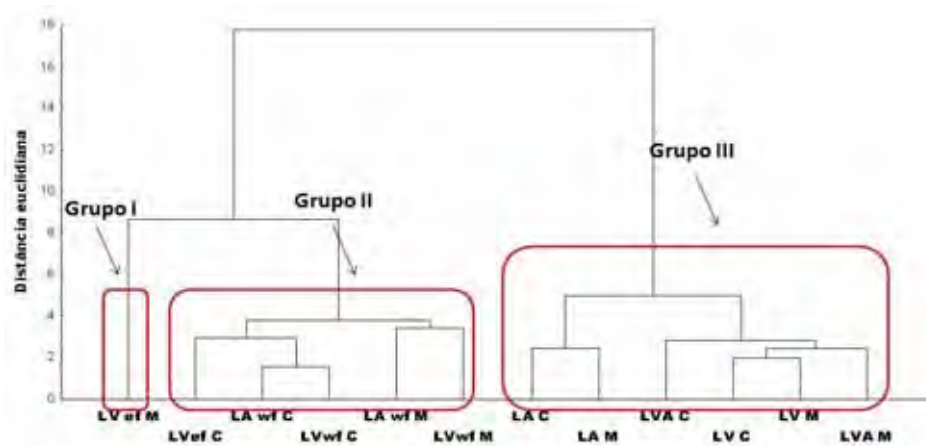 18
16
14
12
10
8
6
4
2
0
Distância euclidiana
Grupo I
Grupo II
Grupo III
LV ef M
LVef C
LA wf C
LVwf C
LA wf M
LVwf M
LA C
LA M
LVA C
LV C
LV M
LVA M